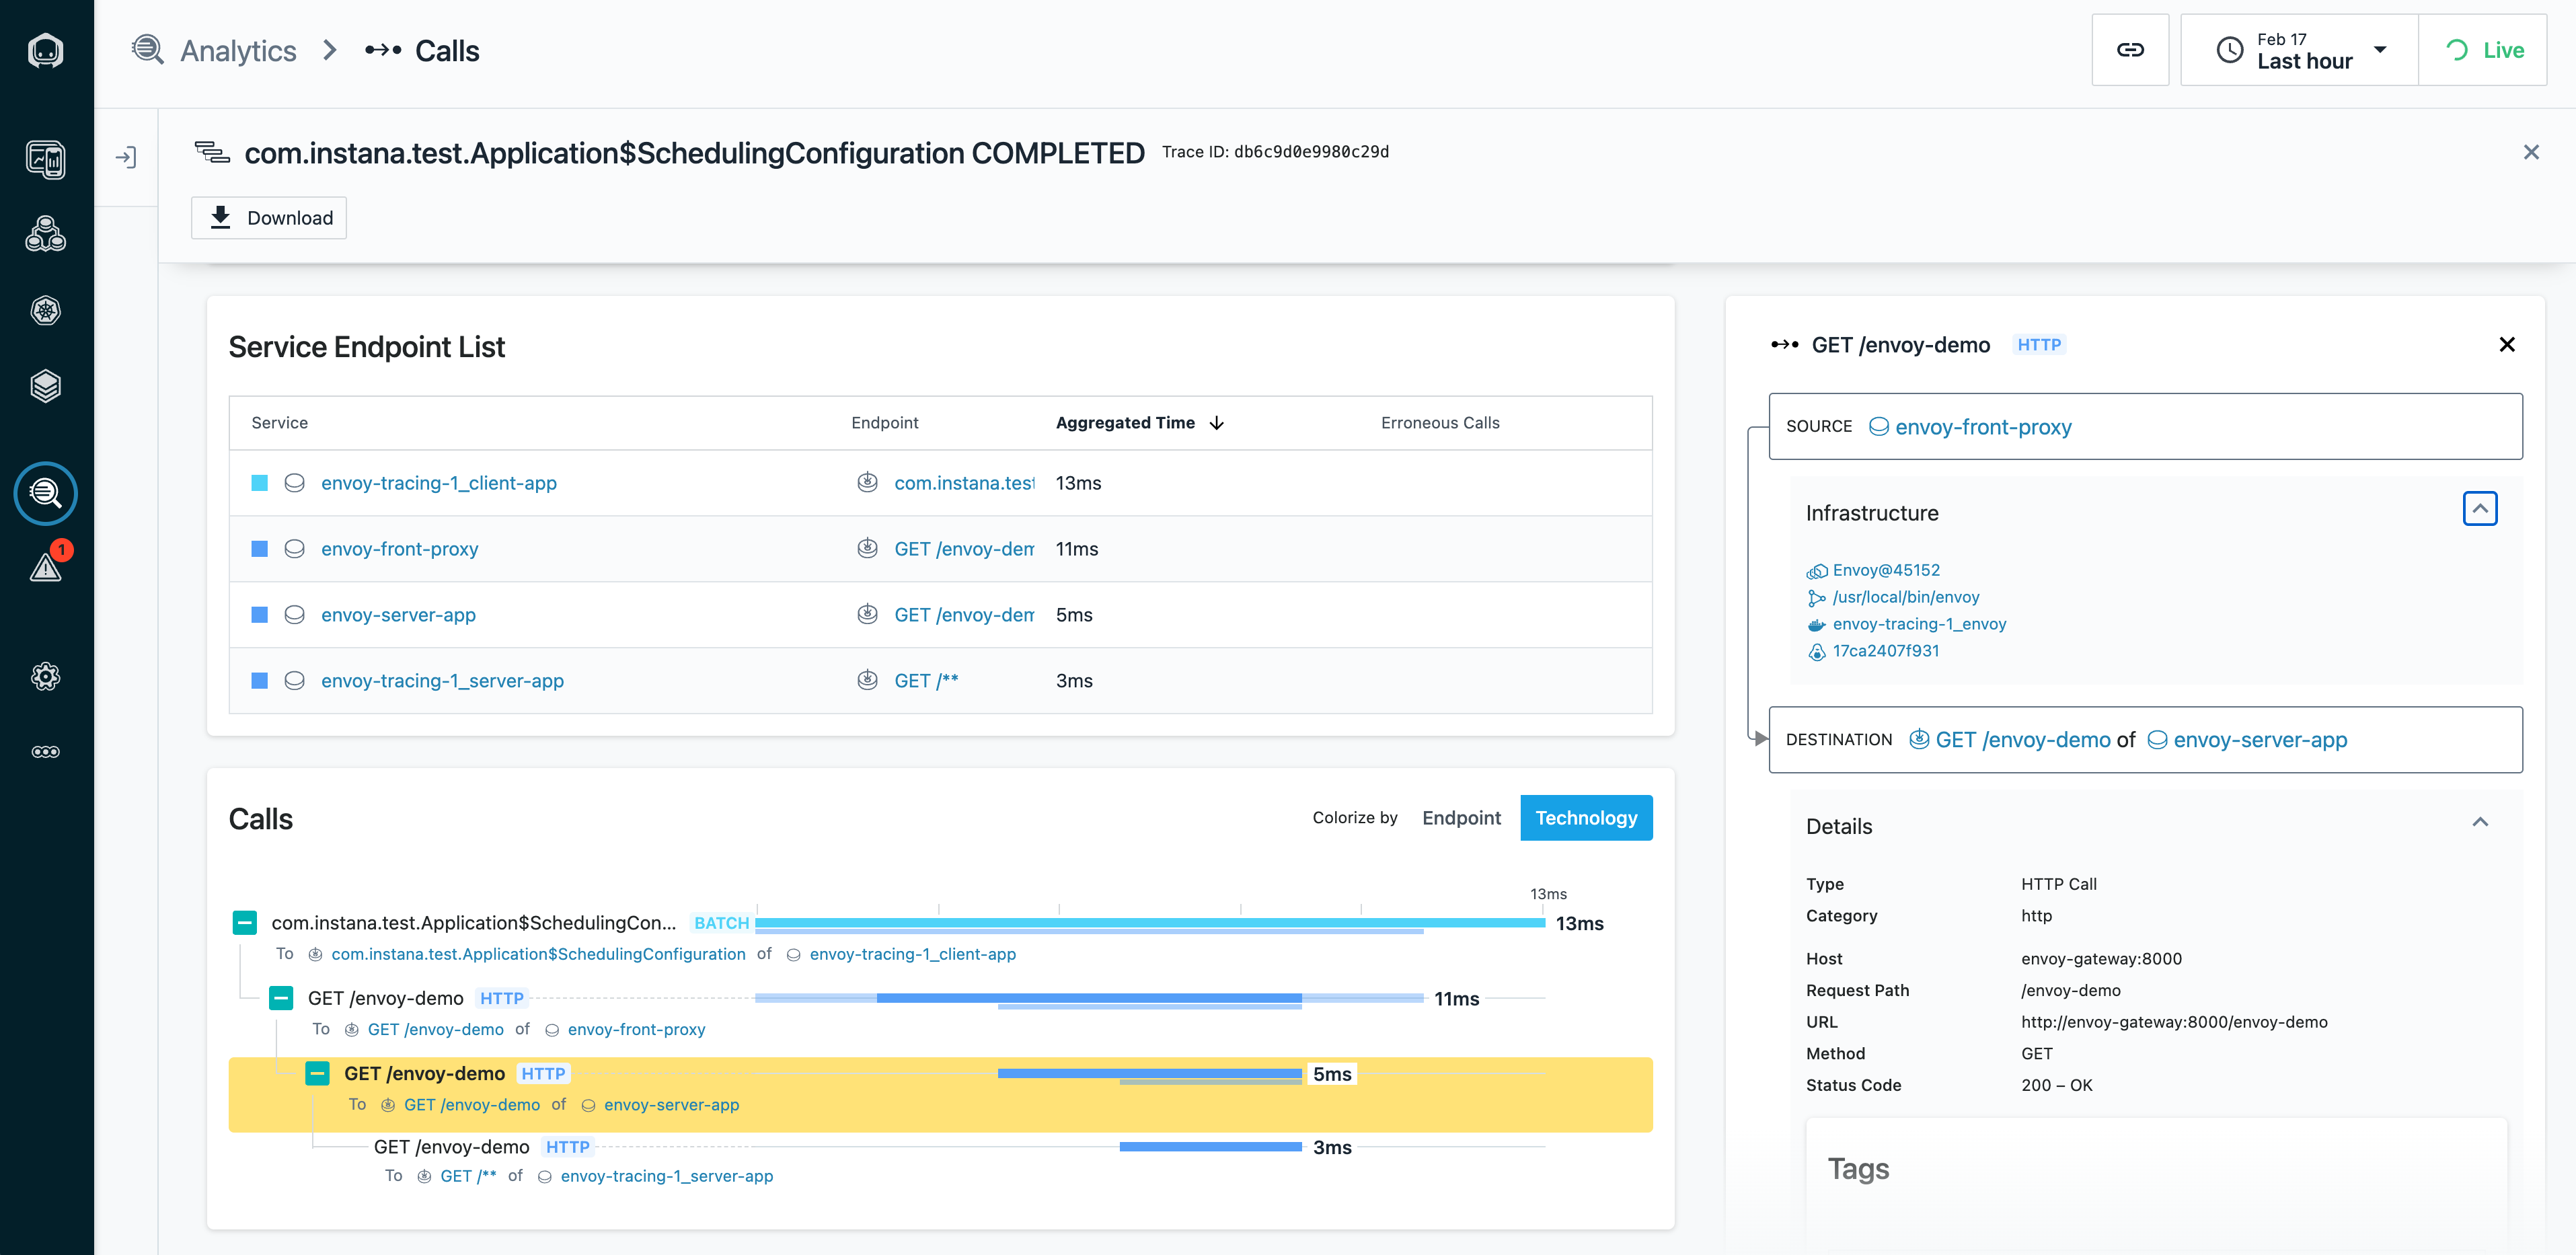 Analytics > Calls
Feb 17
Last hour
Live
com.instana.test.Application$SchedulingConfiguration COMPLETED Trace ID: db6c9d0e9980c29d
Download
1
Service Endpoint List
Service Endpoint Aggregated Time Erroneous Calls
envoy-tracing-1_client-app com.instana.test 13ms
envoy-front-proxy GET /envoy-dem 11ms
envoy-server-app GET /envoy-dem 5ms
envoy-tracing-1_server-app GET /** 3ms
Calls
Colorize by Endpoint Technology
13ms
com.instana.test.Application$SchedulingCon... BATCH 13ms
To com.instana.test.Application$SchedulingConfiguration of envoy-tracing-1_client-app
GET /envoy-demo HTTP 11ms
To GET /envoy-demo of envoy-front-proxy
GET /envoy-demo HTTP 5ms
To GET /envoy-demo of envoy-server-app
GET /envoy-demo HTTP 3ms
To GET /** of envoy-tracing-1_server-app
GET /envoy-demo HTTP
SOURCE envoy-front-proxy
Infrastructure
Envoy@45152
/usr/local/bin/envoy
envoy-tracing-1_envoy
17ca2407f931
DESTINATION GET /envoy-demo of envoy-server-app
Details
Type HTTP Call
Category http
Host envoy-gateway:8000
Request Path /envoy-demo
URL http://envoy-gateway:8000/envoy-demo
Method GET
Status Code 200 – OK
Tags